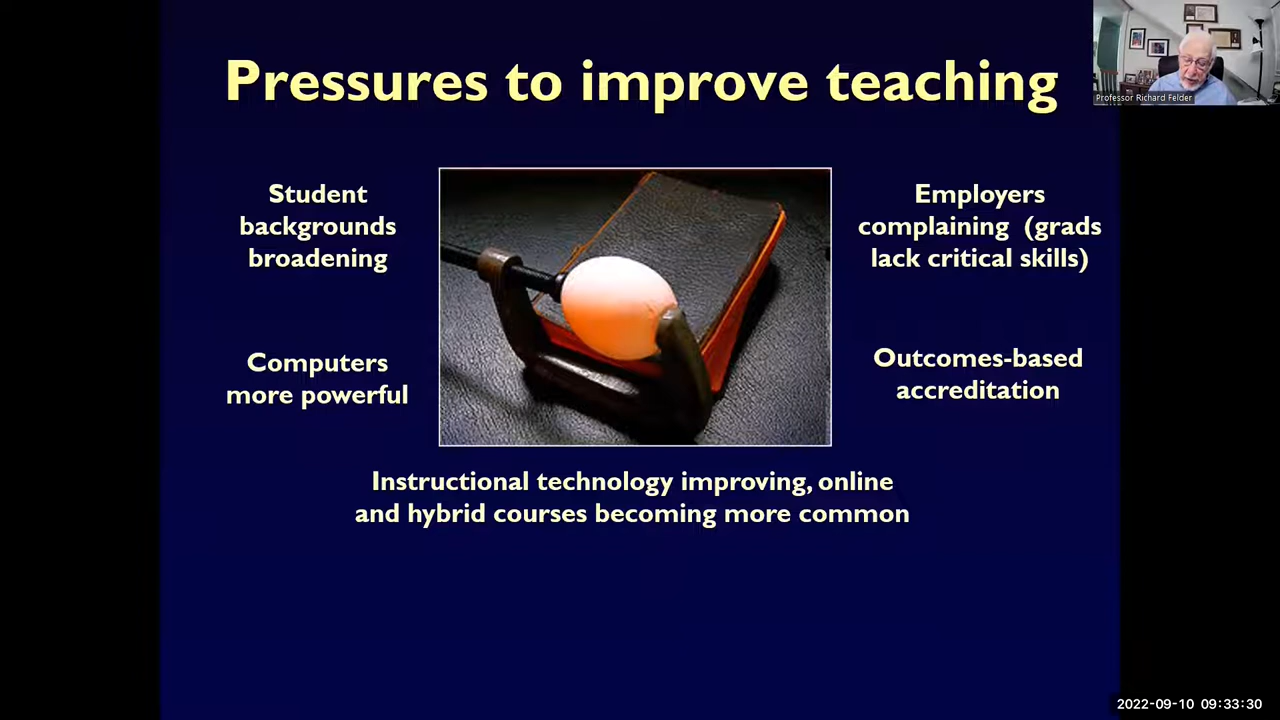 Pressures to improve teaching
Professor Richard Felder
Student
backgrounds
broadening
Employers
complaining (grads
lack critical skills)
Computers
more powerful
Outcomes-based
accreditation
Instructional technology improving, online
and hybrid courses becoming more common
2022-09-10 09:33:30